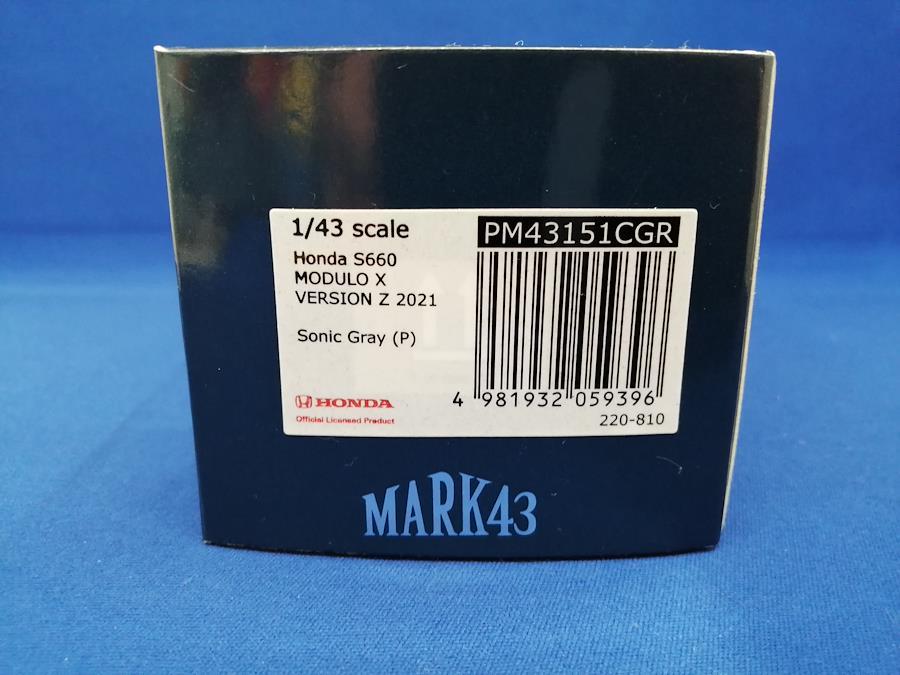 1/43 scale
PM43151CGR
Honda S660
MODULO X
VERSION Z 2021
Sonic Gray (P)
HONDA
Official Licensed Product
4 981932 059396
220-810
MARK43